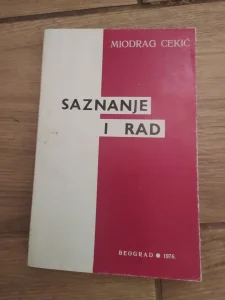 MIODRAG CEKIĆ
SAZNANJE
I RAD
BEOGRAD ● 1976.